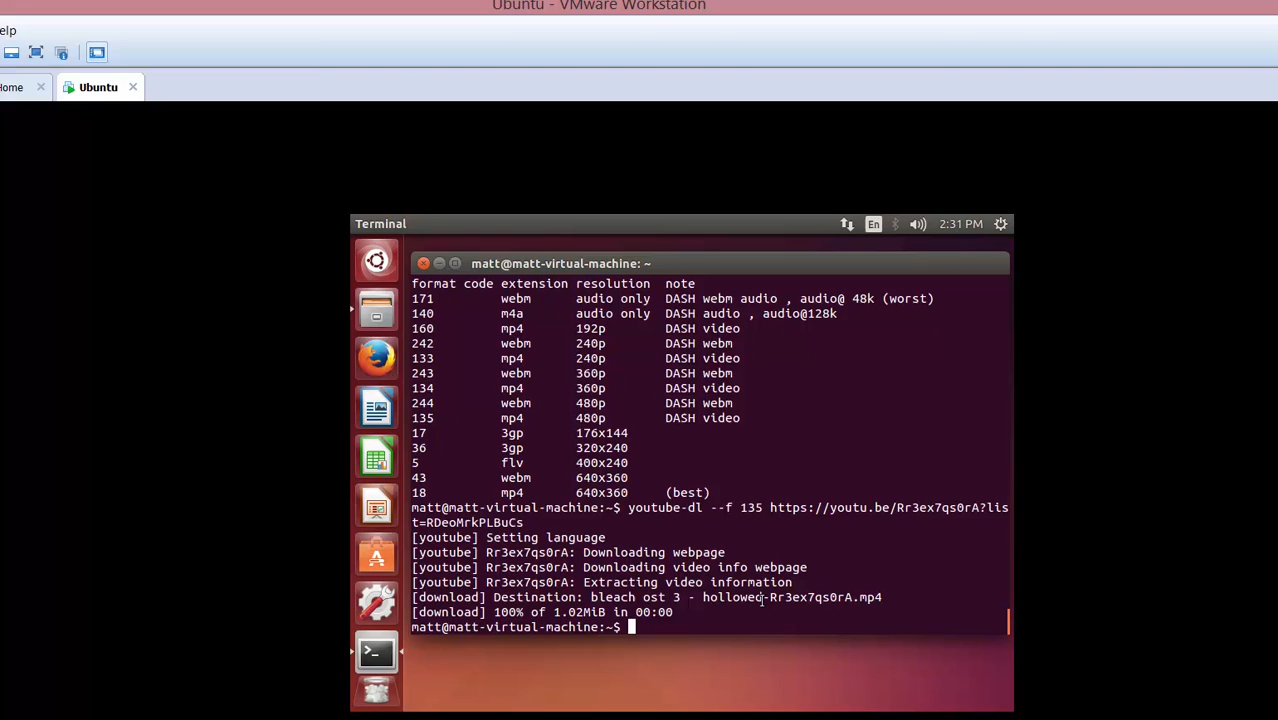 Ubuntu - VMware Workstation
elp
Home
Ubuntu
Terminal
En
2:31 PM
matt@matt-virtual-machine: ~
format code extension resolution note
171 webm audio only DASH webm audio , audio@ 48k (worst)
140 m4a audio only DASH audio , audio@128k
160 mp4 192p DASH video
242 webm 240p DASH webm
133 mp4 240p DASH video
243 webm 360p DASH webm
134 mp4 360p DASH video
244 webm 480p DASH webm
135 mp4 480p DASH video
17 3gp 176x144
36 3gp 320x240
5 flv 400x240
43 webm 640x360
18 mp4 640x360 (best)
matt@matt-virtual-machine:~$ youtube-dl --f 135 https://youtu.be/Rr3ex7qs0rA?lis
t=RDeoMrkPLBuCs
[youtube] Setting language
[youtube] Rr3ex7qs0rA: Downloading webpage
[youtube] Rr3ex7qs0rA: Downloading video info webpage
[youtube] Rr3ex7qs0rA: Extracting video information
[download] Destination: bleach ost 3 - hollowed-Rr3ex7qs0rA.mp4
[download] 100% of 1.02MiB in 00:00
matt@matt-virtual-machine:~$